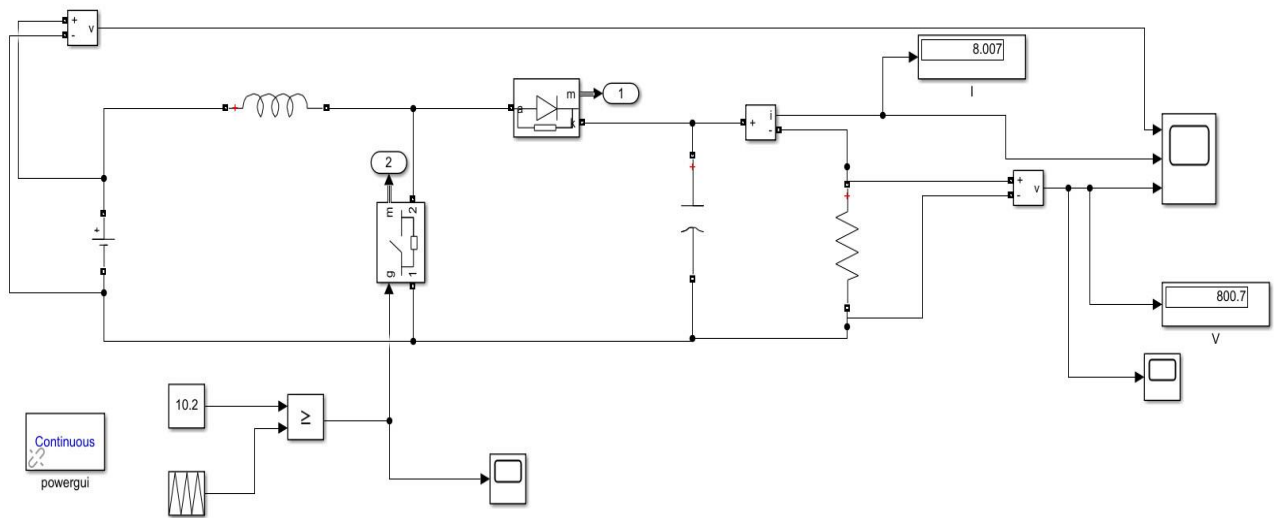 +
-
v
8.007
I
m
a
k
1
+
-
i
2
m
2
g
1
+
-
v
+
800.7
V
10.2
≥
Continuous
powergui